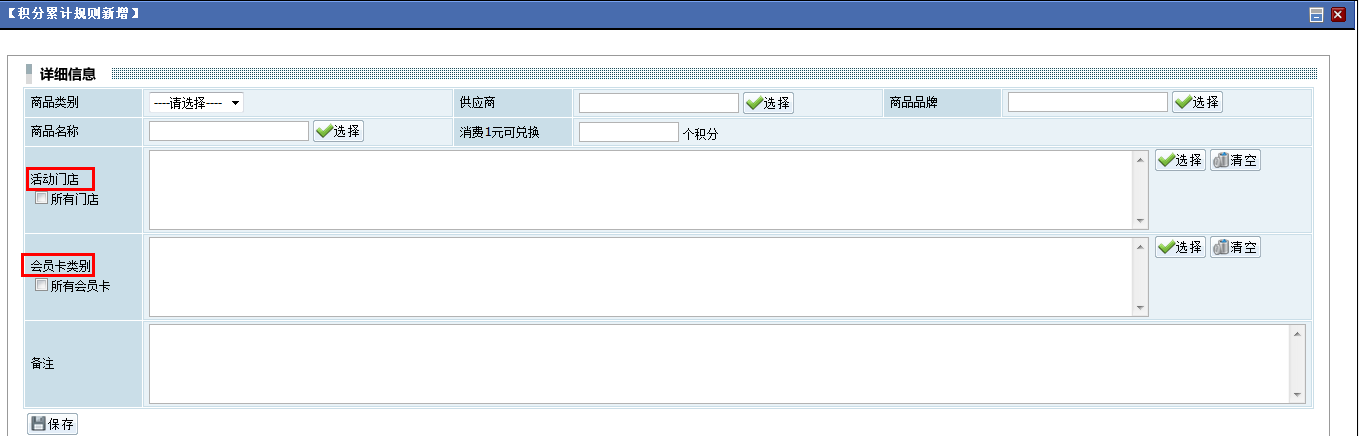 【积分累计规则新增】
详细信息
商品类别 ----请选择---- 供应商 选择 商品品牌 选择
商品名称 选择 消费1元可兑换 个积分
活动门店 选择 清空
所有门店
会员卡类别 选择 清空
所有会员卡
备注
保存